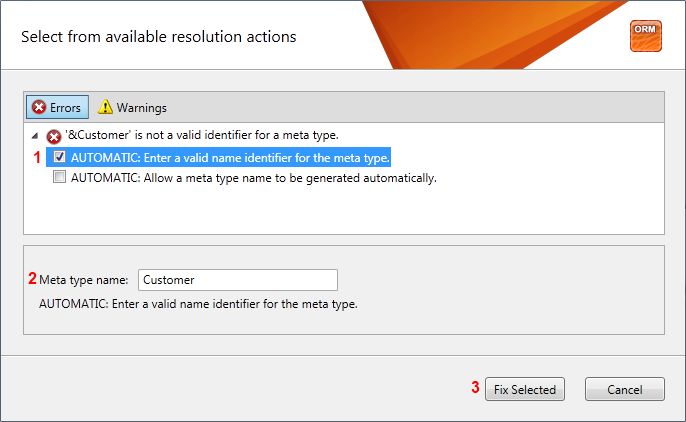 Select from available resolution actions
ORM
Errors Warnings
'&Customer' is not a valid identifier for a meta type.
1 AUTOMATIC: Enter a valid name identifier for the meta type.
AUTOMATIC: Allow a meta type name to be generated automatically.
2 Meta type name: Customer
AUTOMATIC: Enter a valid name identifier for the meta type.
3 Fix Selected Cancel